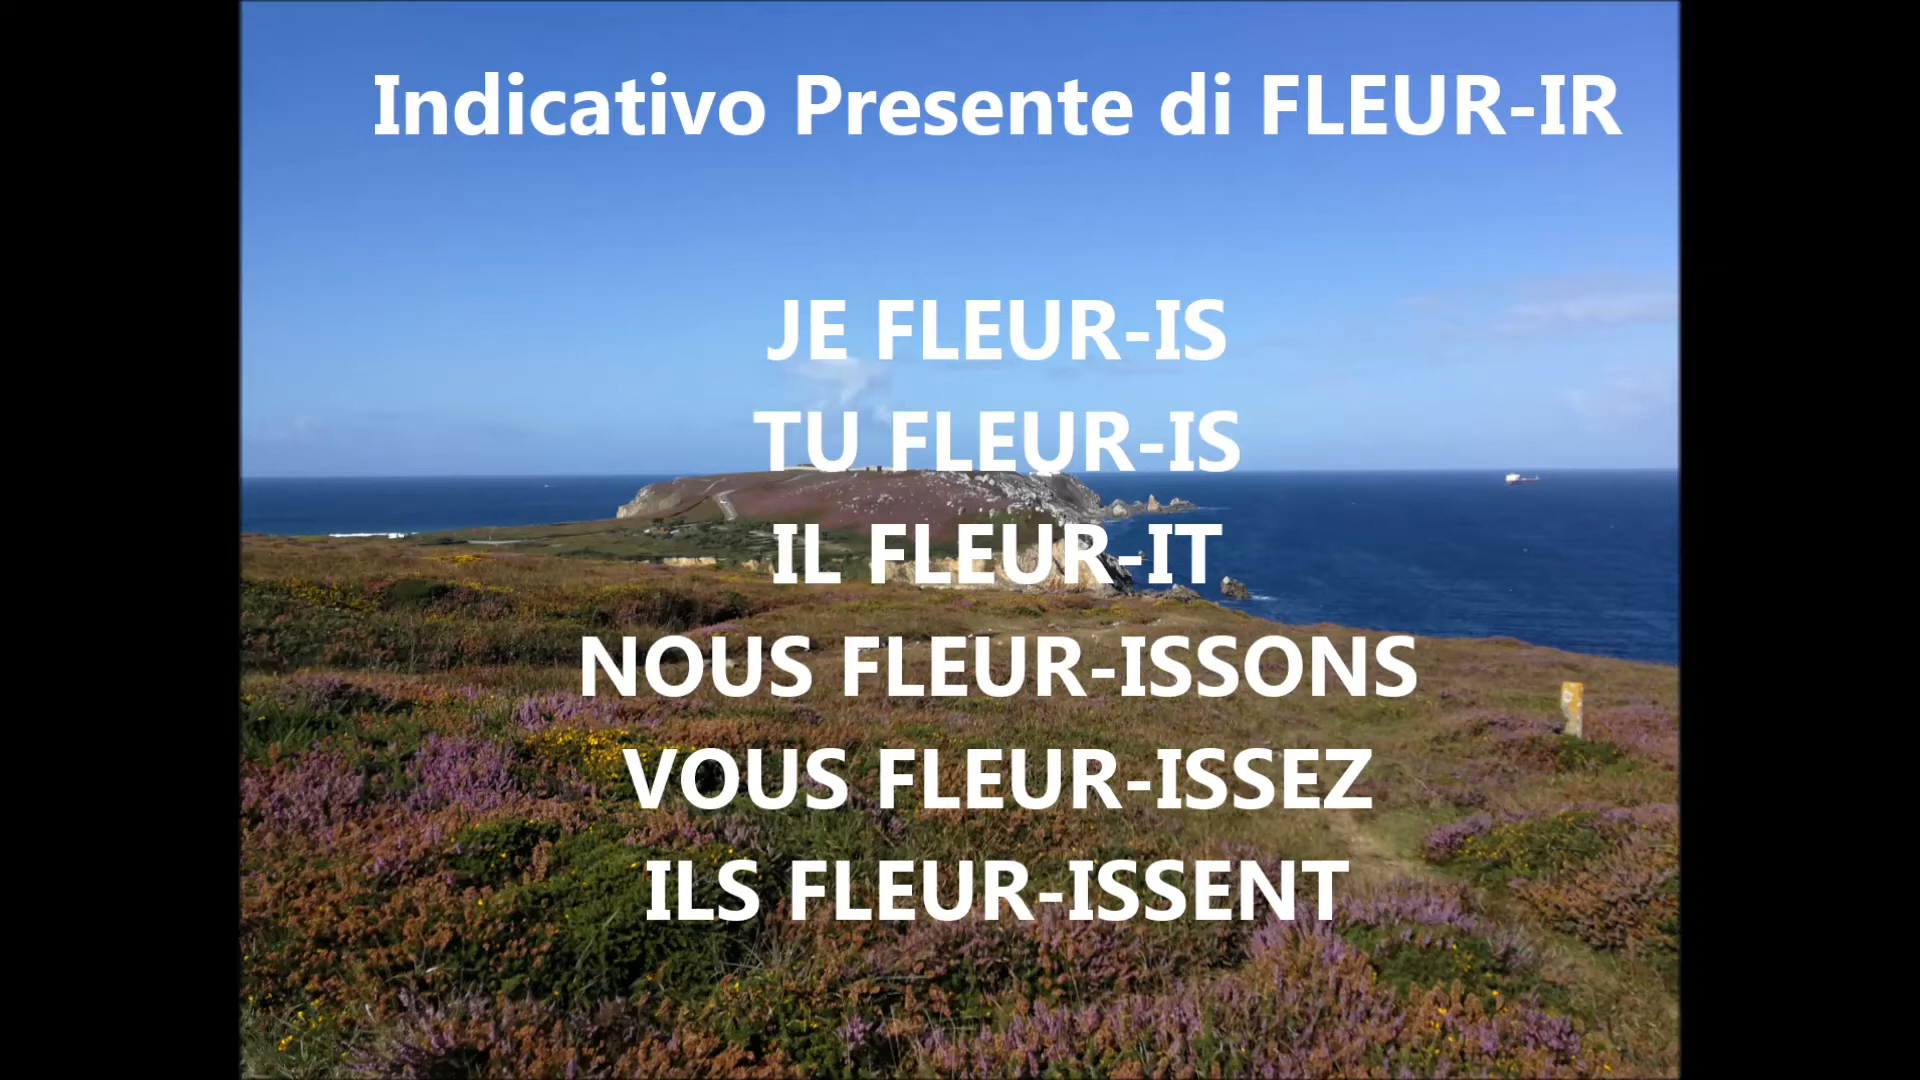 Indicativo Presente di FLEUR-IR
JE FLEUR-IS
TU FLEUR-IS
IL FLEUR-IT
NOUS FLEUR-ISSONS
VOUS FLEUR-ISSEZ
ILS FLEUR-ISSENT